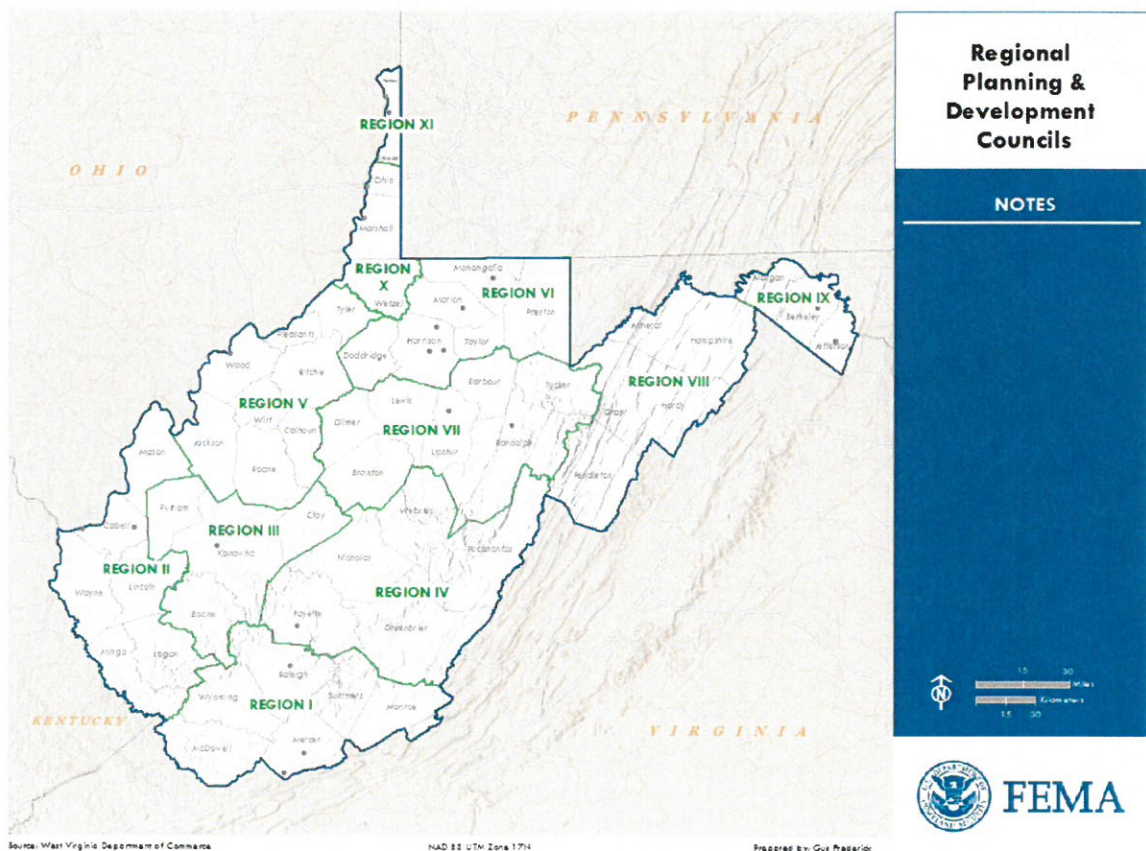 Regional
Planning &
Development
Councils
NOTES
PENNSYLVANIA
OHIO
KENTUCKY
VIRGINIA
REGION XI
Ohio
Marshall
REGION
X
Wetzel
Monongalia
REGION VI
Marion
Preston
Harrison
Taylor
Doddridge
Tyler
Pleasants
Wood
Ritchie
REGION V
Wirt
Calhoun
Jackson
Roane
Mason
Morgan
REGION IX
Berkeley
Jefferson
Mineral
Hampshire
REGION VIII
Grant
Hardy
Pendleton
Barbour
Tucker
Lewis
REGION VII
Gilmer
Upshur
Randolph
Braxton
Webster
Pocahontas
Putnam
Clay
REGION III
Kanawha
Boone
Cabell
REGION II
Wayne
Lincoln
Mingo
Logan
Nicholas
REGION IV
Fayette
Greenbrier
Raleigh
Wyoming
Summers
REGION I
Monroe
McDowell
Mercer
N
15 30
Miles
Kilometers
15 30
FEMA
Source: West Virginia Department of Commerce
NAD 83 UTM Zone 17N
Prepared by: Gus Frederick